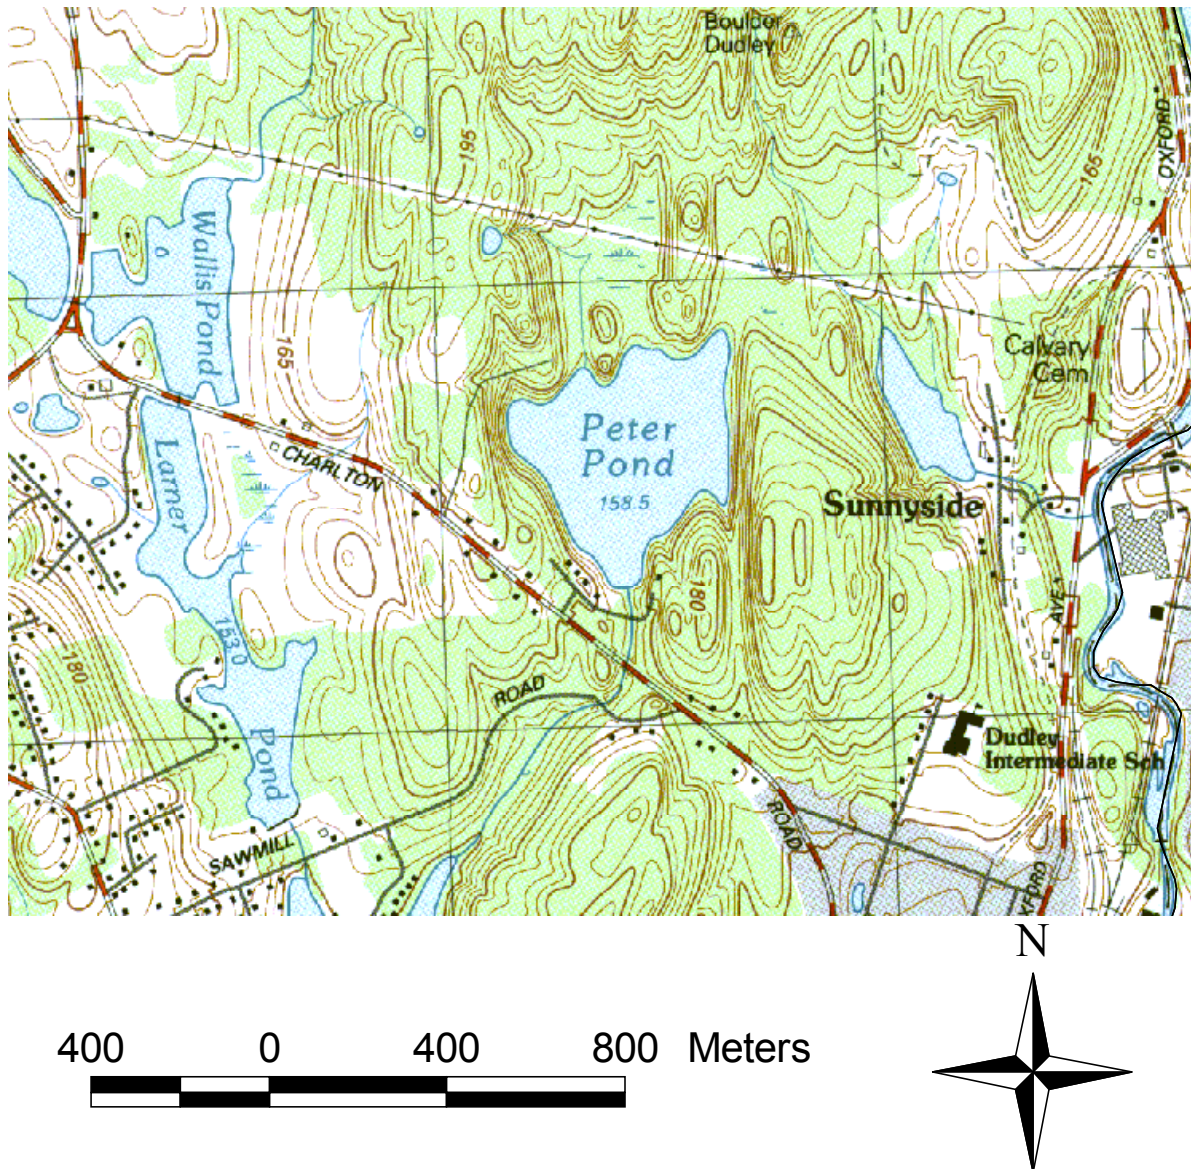 Boulder
Dudley
OXFORD
195
165
Wallis Pond
165
Calvary
Cem
Peter
Pond
158.5
CHARLTON
Larner
Sunnyside
180
AVE
153.0
180
ROAD
Pond
Dudley
Intermediate Sch
ROAD
SAWMILL
OXFORD
N
400 0 400 800 Meters